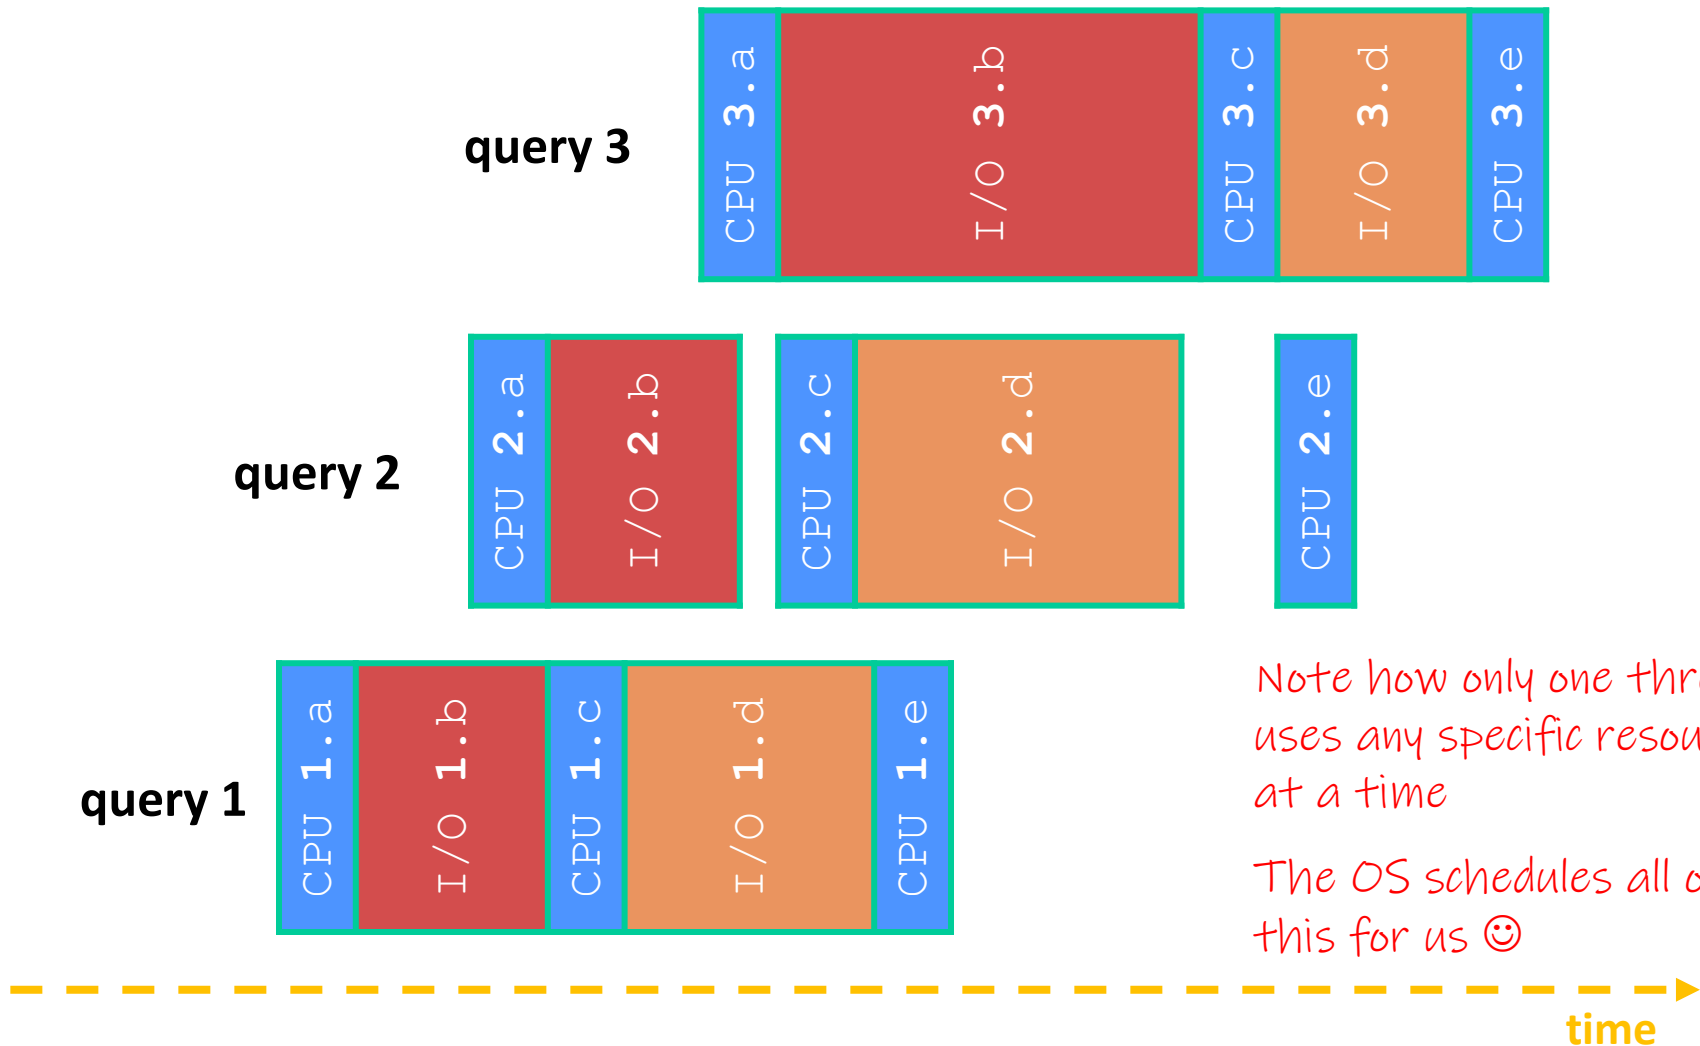 query 3
CPU 3.a
I/O 3.b
CPU 3.c
I/O 3.d
CPU 3.e
query 2
CPU 2.a
I/O 2.b
CPU 2.c
I/O 2.d
CPU 2.e
query 1
CPU 1.a
I/O 1.b
CPU 1.c
I/O 1.d
CPU 1.e
Note how only one
uses any specific
at a time
The OS schedules all
this for us ☺
time